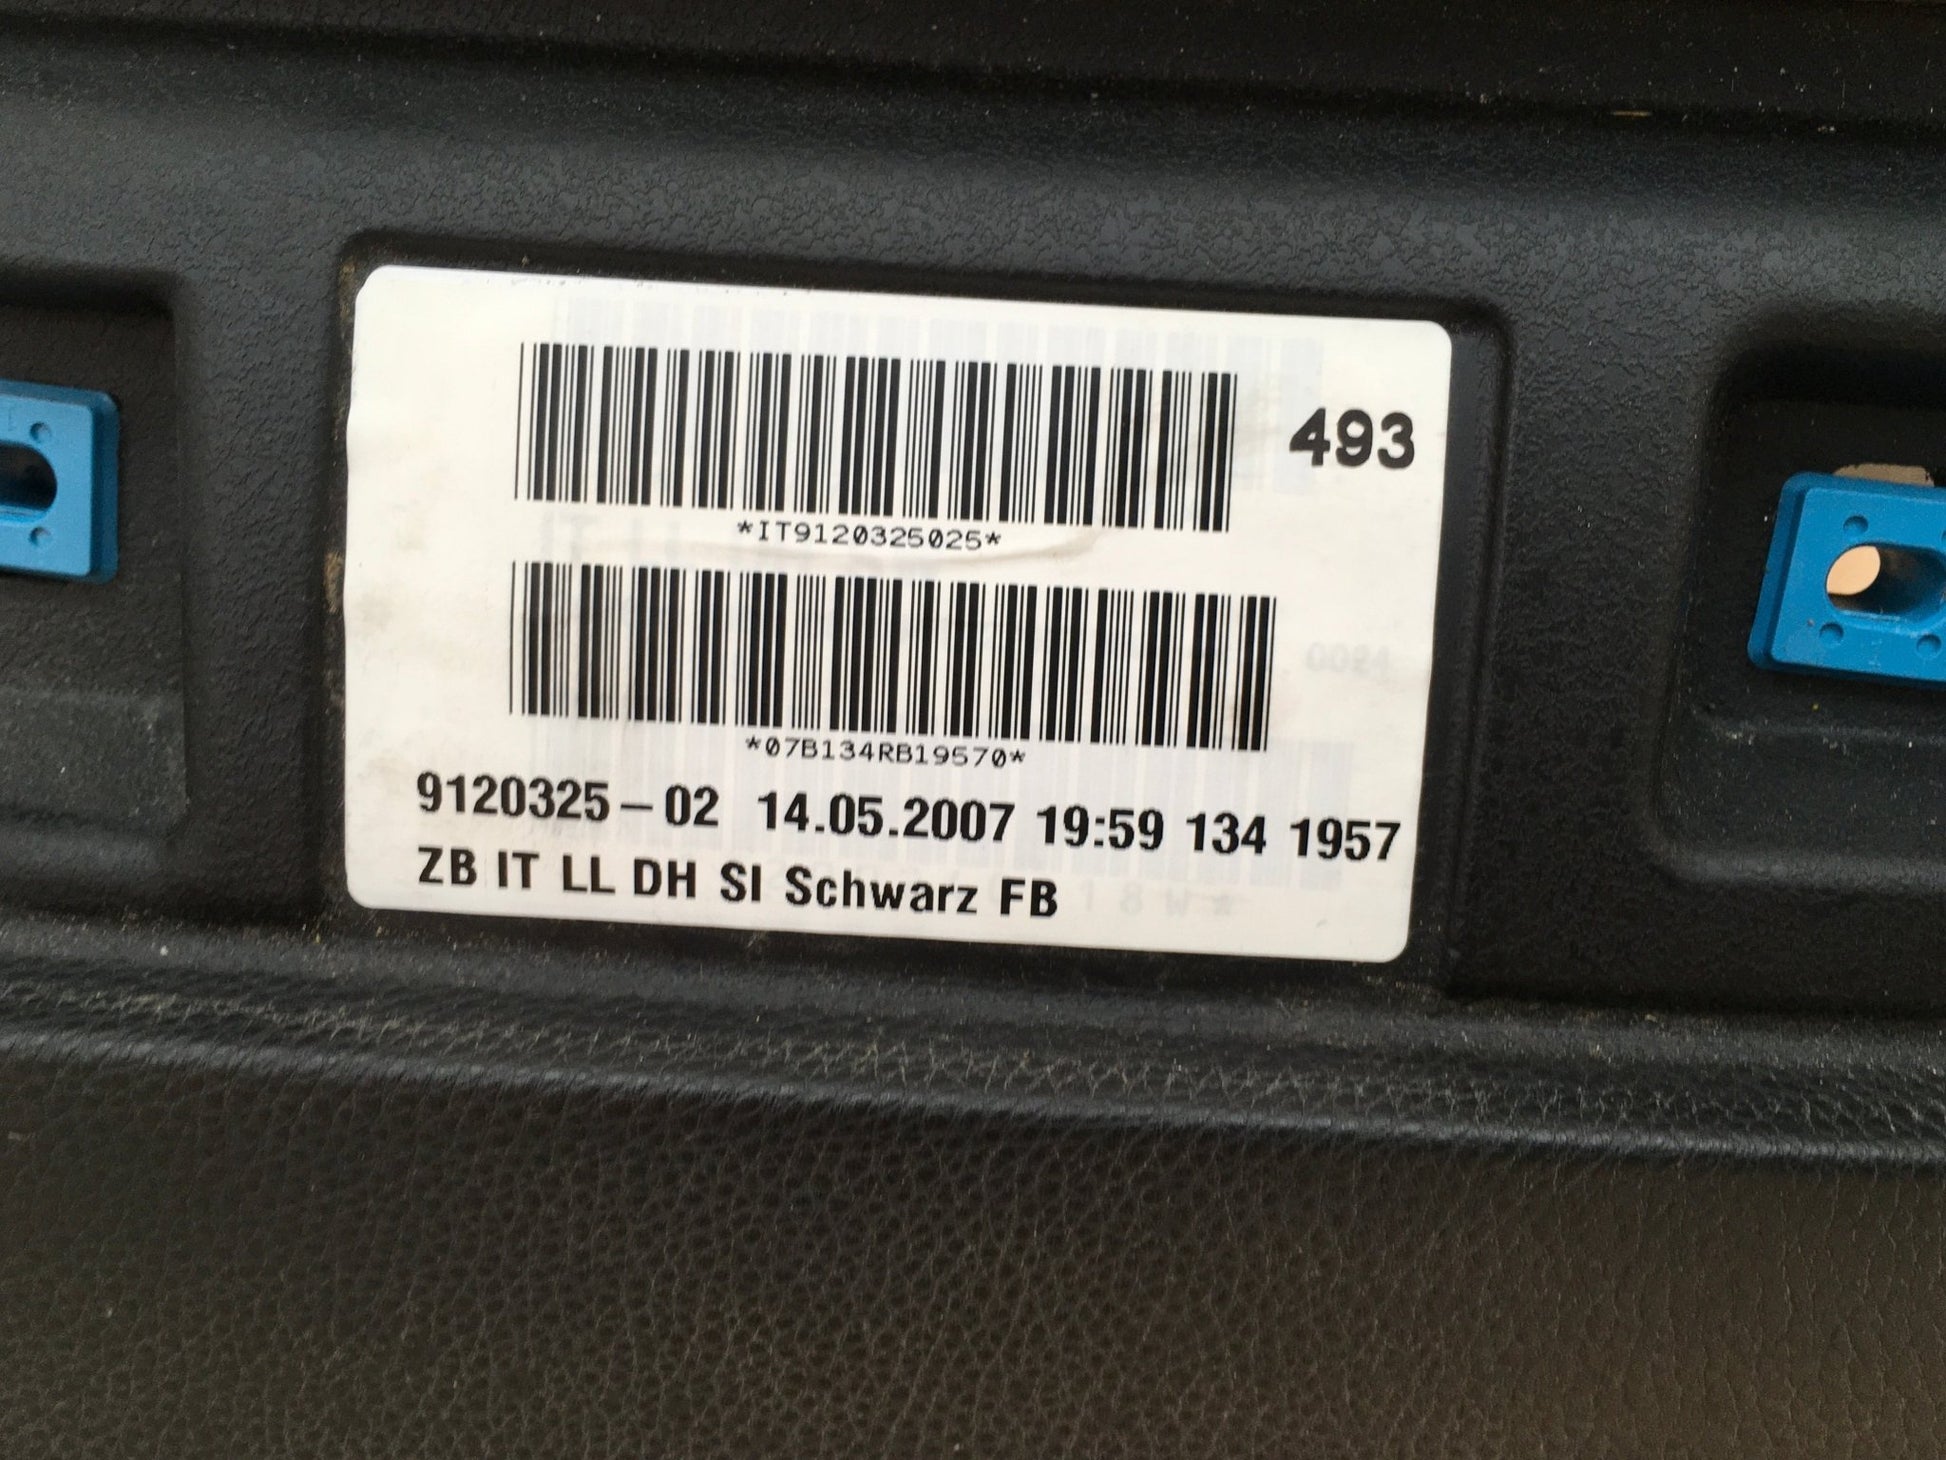 493
*IT9120325025*
0024
*07B134RB19570*
9120325-02 14.05.2007 19:59 134 1957
ZB IT LL DH SI Schwarz FB